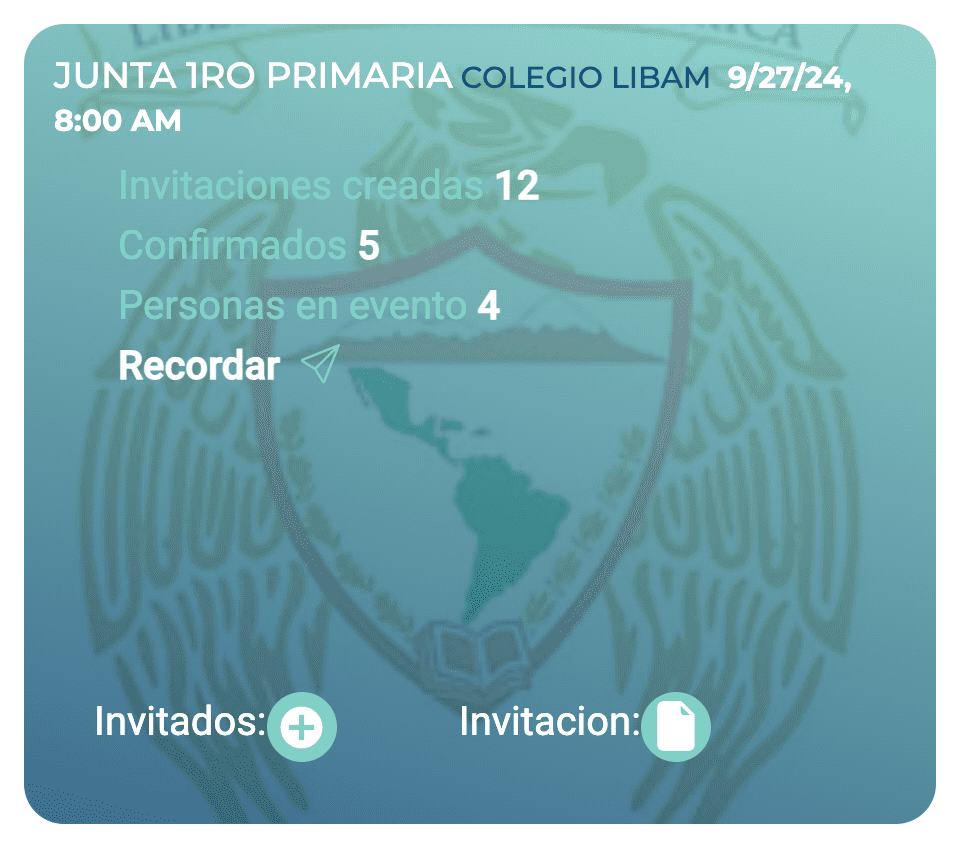 JUNTA 1RO PRIMARIA COLEGIO LIBAM 9/27/24,
8:00 AM
Invitaciones creadas 12
Confirmados 5
Personas en evento 4
Recordar
Invitados:
Invitacion: